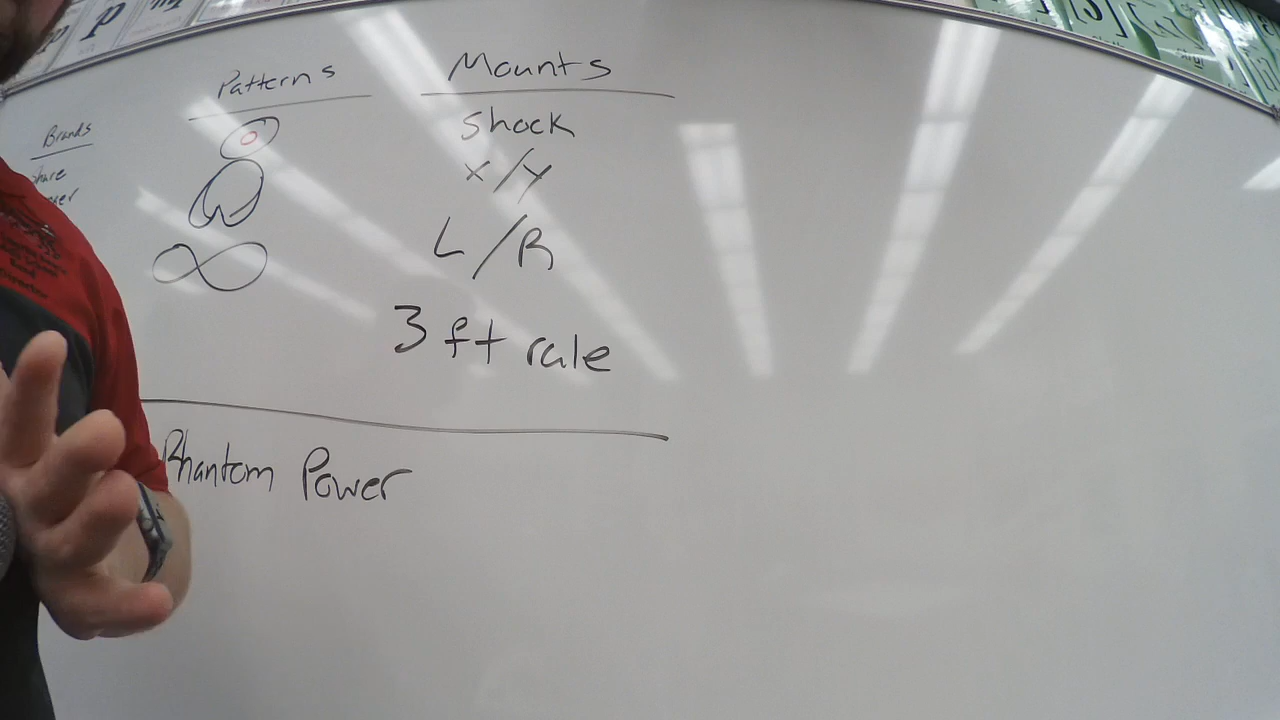 Brands
Patterns
Mounts
Shock
X/Y
L/R
3 ft rule
Phantom Power